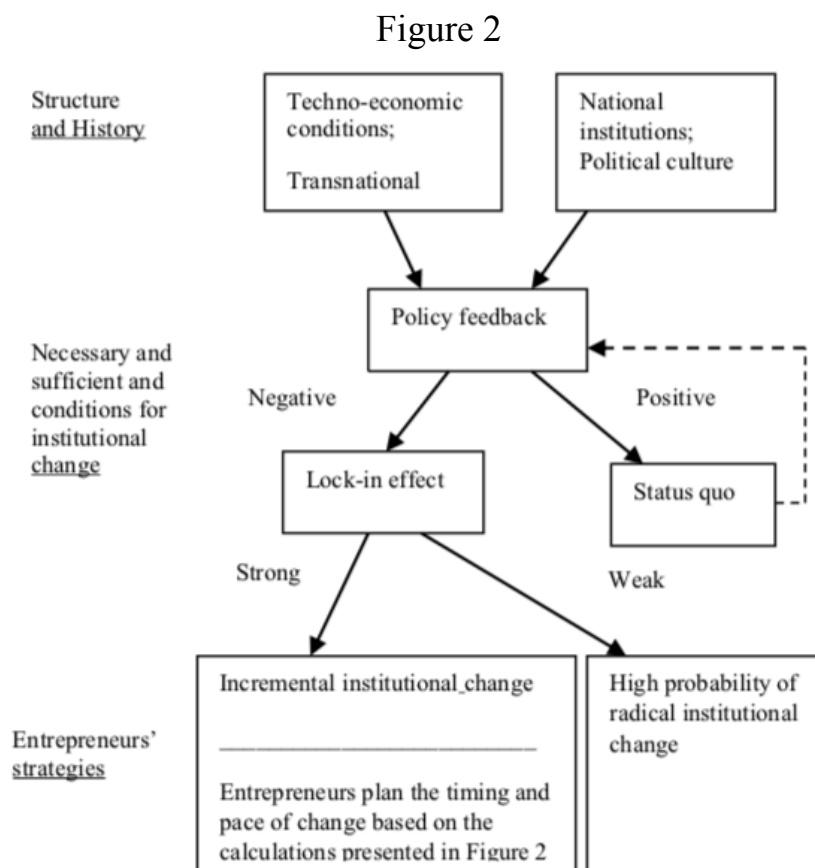 Figure 2
Structure
and History
Techno-economic
conditions;
Transnational
National
institutions;
Political culture
Policy feedback
Necessary and
sufficient and
conditions for
institutional
change
Negative
Positive
Lock-in effect
Status quo
Strong
Weak
Entrepreneurs'
strategies
Incremental institutional change
Entrepreneurs plan the timing and
pace of change based on the
calculations presented in Figure 2
High probability of
radical institutional
change